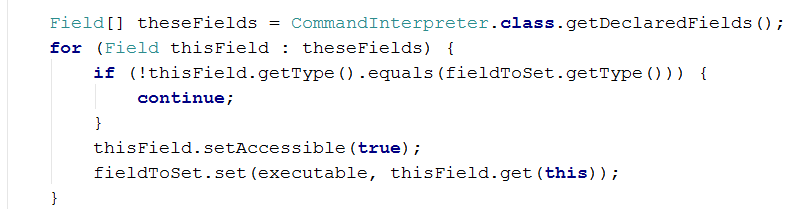 Field[] theseFields = CommandInterpreter.class.getDeclaredFields();
for (Field thisField : theseFields) {
    if (!thisField.getType().equals(fieldToSet.getType())) {
        continue;
    }
    thisField.setAccessible(true);
    fieldToSet.set(executable, thisField.get(this));
}